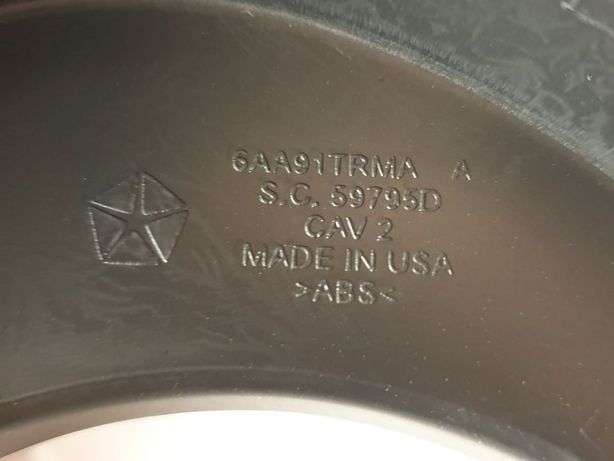 6AA91TRMA A
S.C. 59795D
CAV 2
MADE IN USA
>ABS<